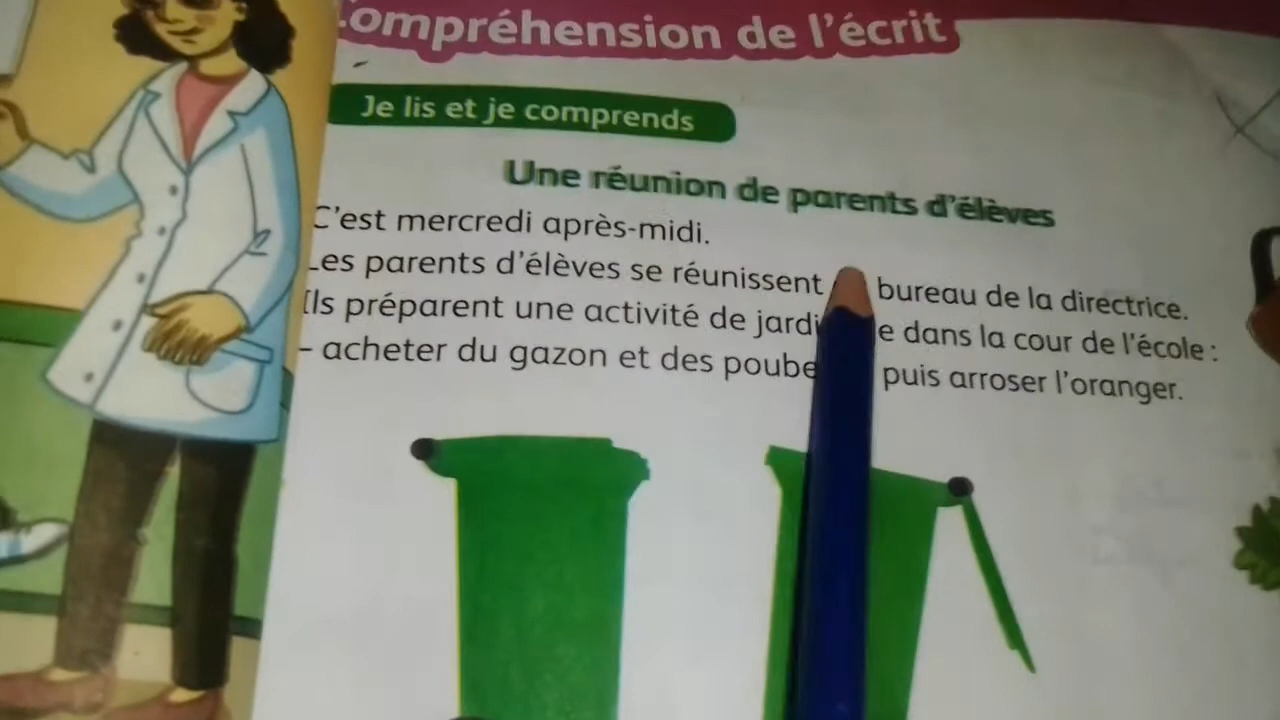 Compréhension de l'écrit
Je lis et je comprends
Une réunion de parents d'élèves
C'est mercredi après-midi.
Les parents d'élèves se réunissent bureau de la directrice.
Ils préparent une activité de dans la cour de l'école :
- acheter du gazon et des puis arroser l'oranger.